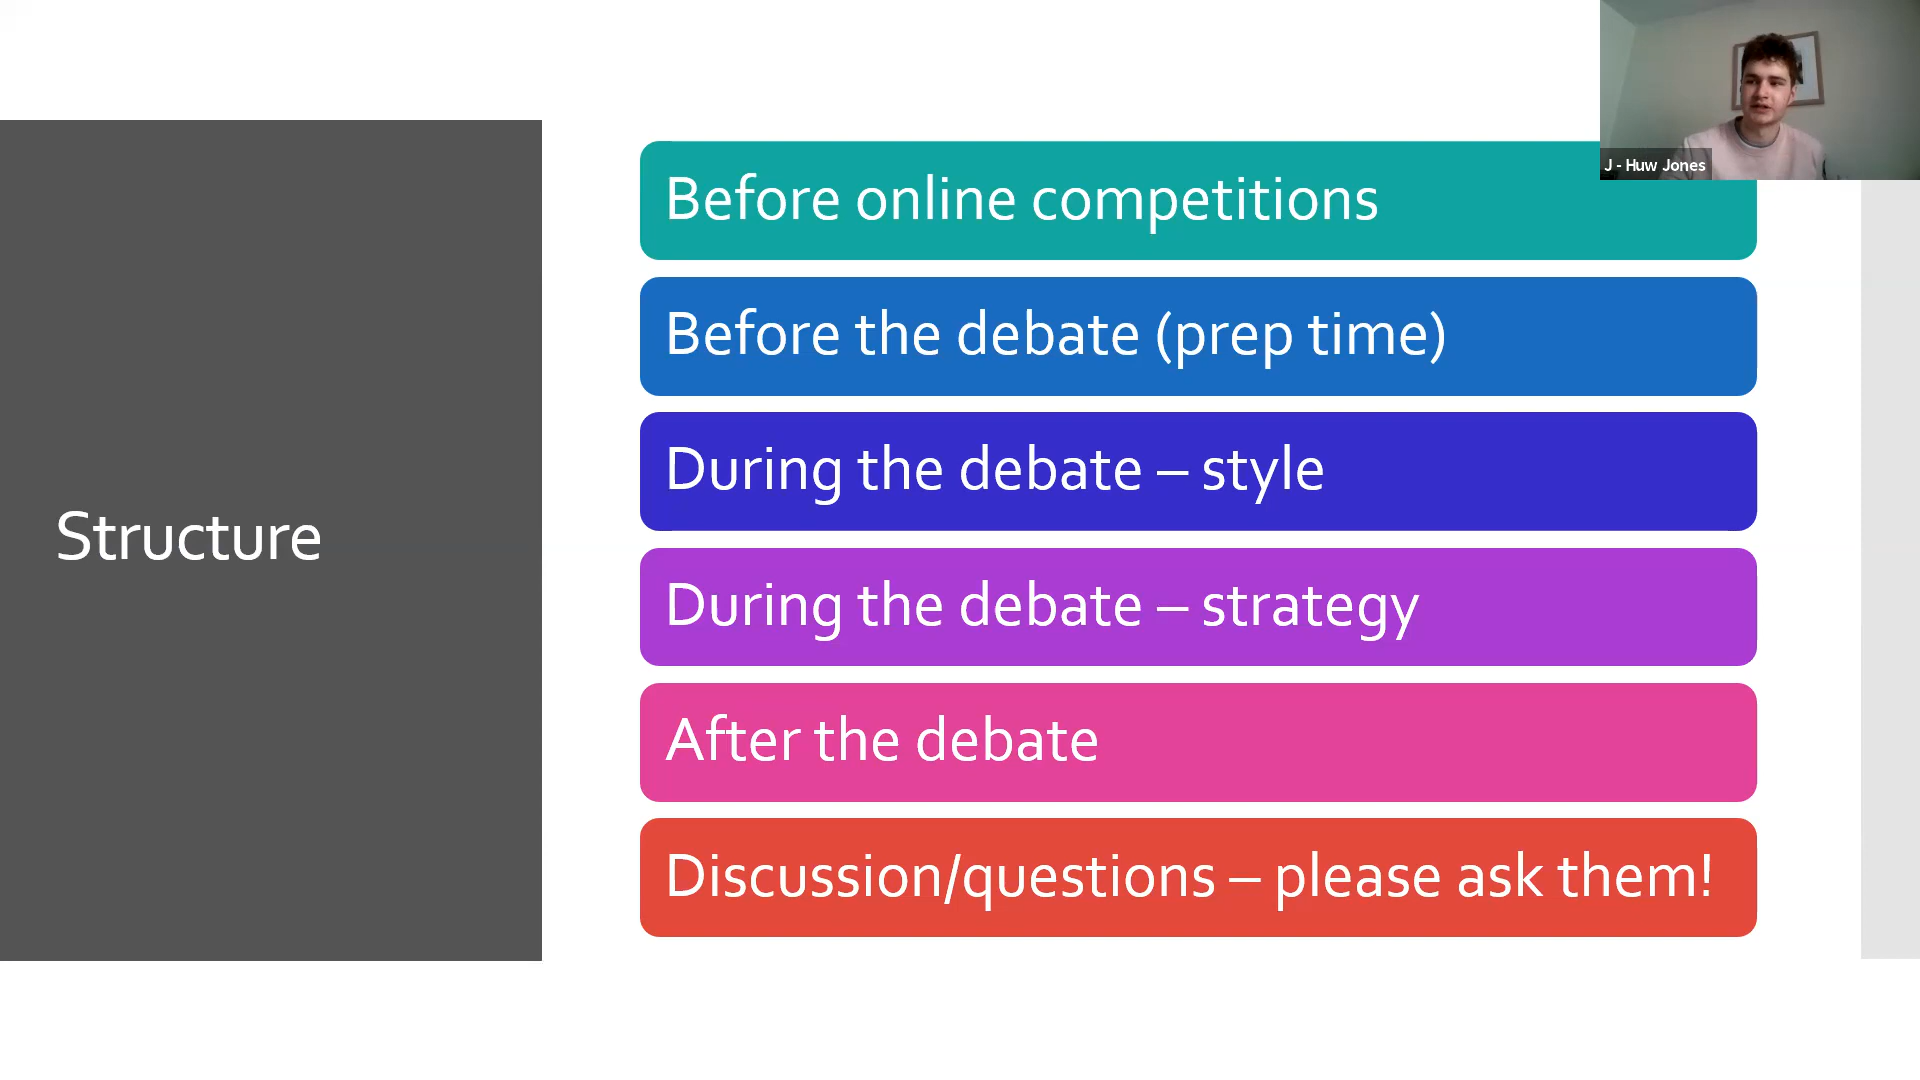 Structure
Before online competitions
Before the debate (prep time)
During the debate – style
During the debate – strategy
After the debate
Discussion/questions – please ask them!
J - Huw Jones